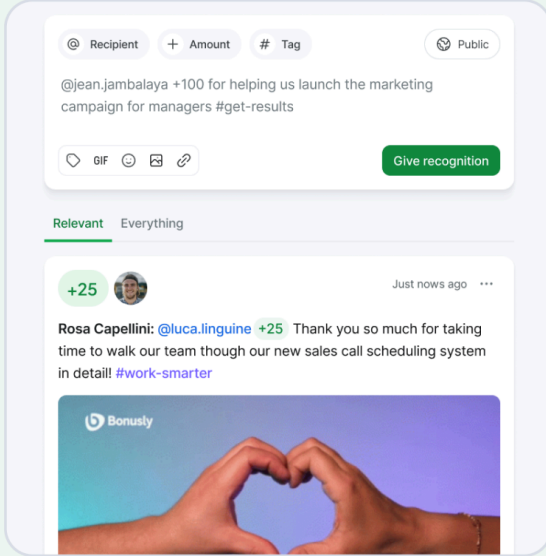 @ Recipient
+ Amount
# Tag
Public
@jean.jambalaya +100 for helping us launch the marketing
campaign for managers #get-results
GIF
Give recognition
Relevant
Everything
+25
Just nows ago
Rosa Capellini: @luca.linguine +25 Thank you so much for taking
time to walk our team though our new sales call scheduling system
in detail! #work-smarter
Bonusly